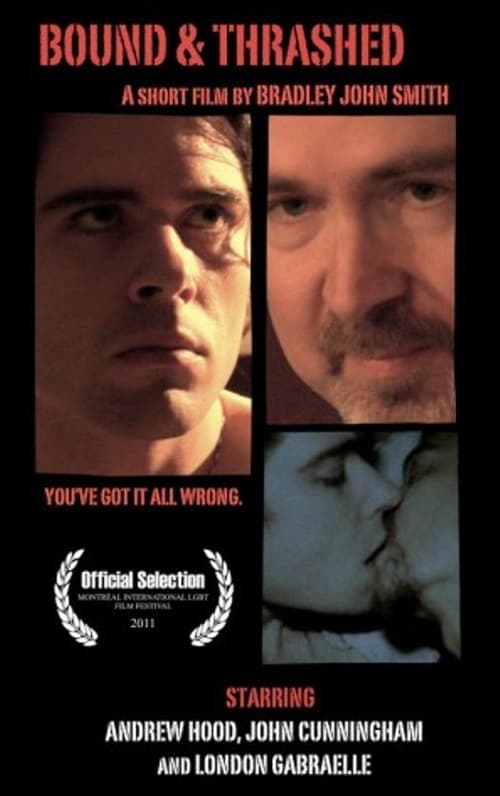 BOUND & THRASHED
A SHORT FILM BY BRADLEY JOHN SMITH
YOU'VE GOT IT ALL WRONG.
Official Selection
MONTRÉAL INTERNATIONAL LGBT
FILM FESTIVAL
2011
STARRING
ANDREW HOOD, JOHN CUNNINGHAM
AND LONDON GABRAELLE